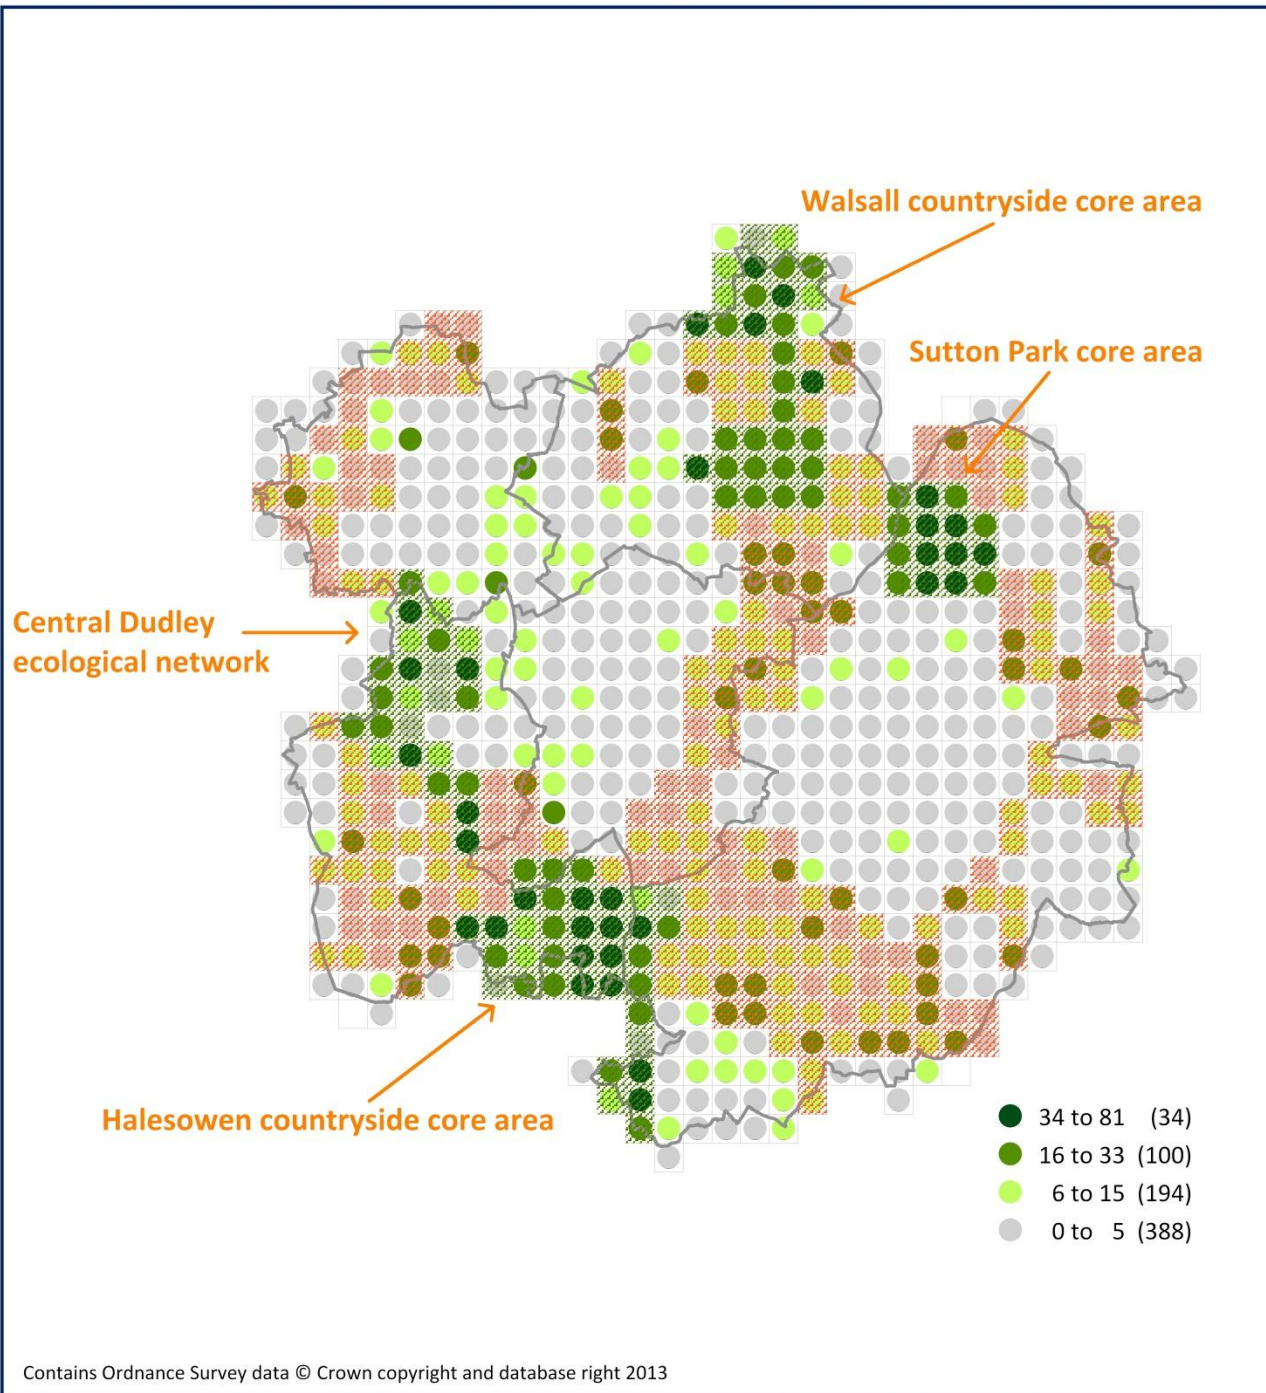 Walsall countryside core area
Sutton Park core area
Central Dudley
ecological network
Halesowen countryside core area
34 to 81 (34)
16 to 33 (100)
6 to 15 (194)
0 to 5 (388)
Contains Ordnance Survey data © Crown copyright and database right 2013